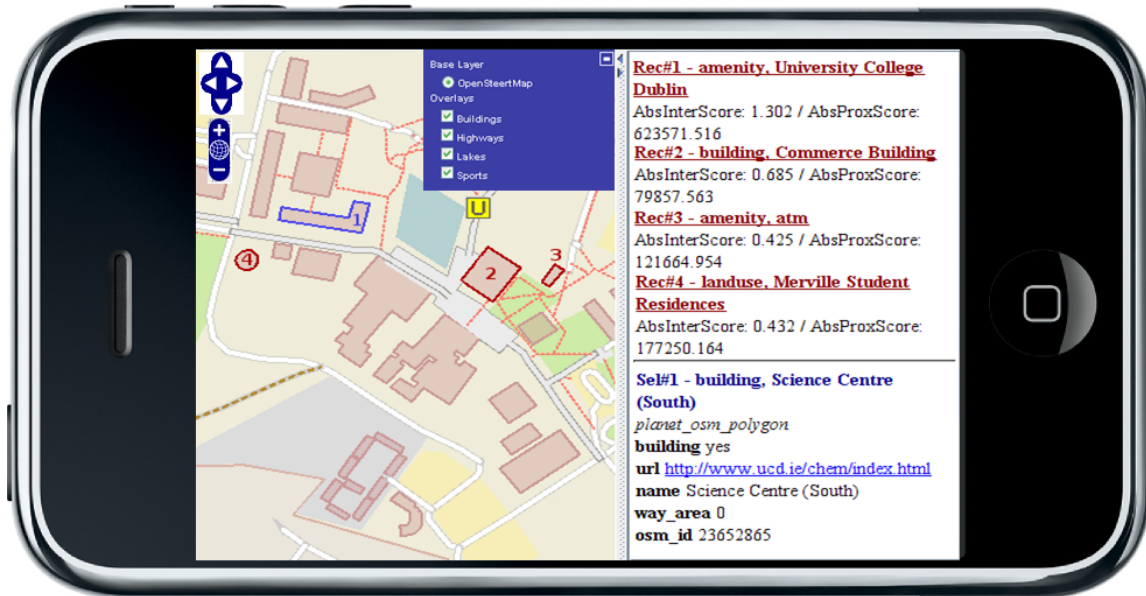 Base Layer
OpenSteertMap
Overlays
Buildings
Highways
Lakes
Sports
U
1
4
2
3
Rec#1 - amenity, University College
Dublin
AbsInterScore: 1.302 / AbsProxScore:
623571.516
Rec#2 - building, Commerce Building
AbsInterScore: 0.685 / AbsProxScore:
79857.563
Rec#3 - amenity, atm
AbsInterScore: 0.425 / AbsProxScore:
121664.954
Rec#4 - landuse, Merville Student
Residences
AbsInterScore: 0.432 / AbsProxScore:
177250.164
Sel#1 - building, Science Centre
(South)
planet_osm_polygon
building yes
url http://www.ucd.ie/chem/index.html
name Science Centre (South)
way_area 0
osm_id 23652865